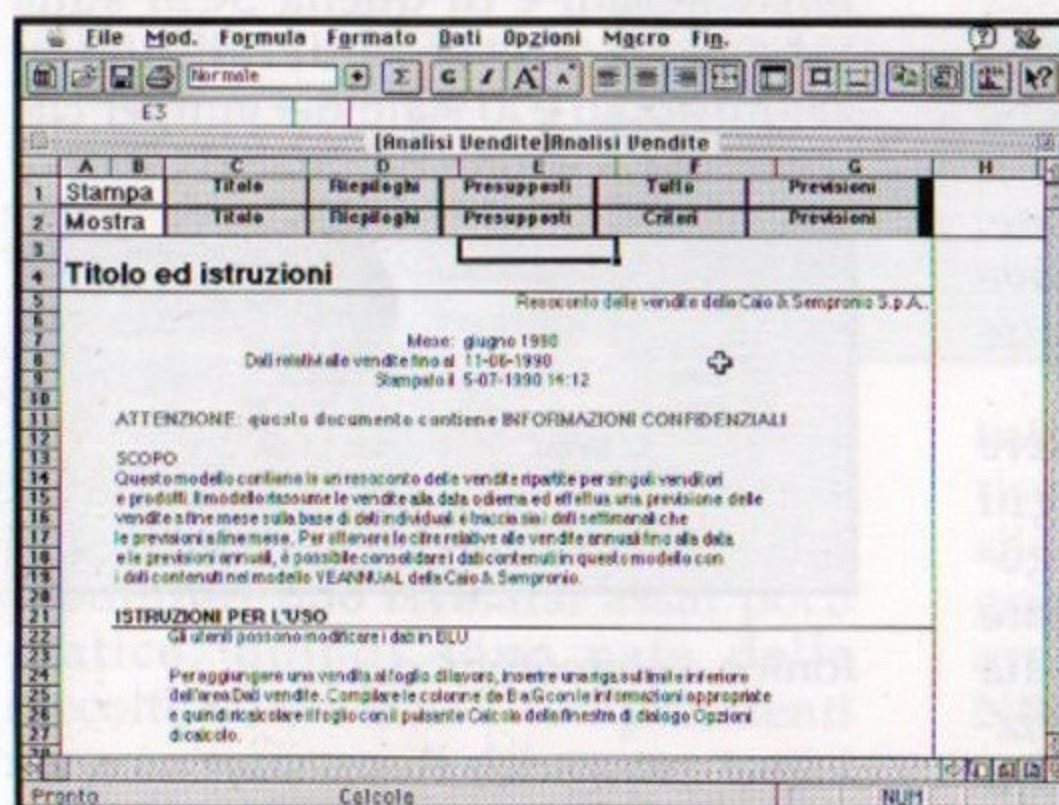 File Mod. Formula Formato Dati Opzioni Macro Fin.
Normale Σ G I A A
E3
[Analisi Vendite]Analisi Vendite
A B C D E F G H
1 Stampa Titolo Riepiloghi Presupposti Tutto Previsioni
2 Mostra Titolo Riepiloghi Presupposti Criteri Previsioni
3
4 Titolo ed istruzioni
5 Resoconto delle vendite della Caio & Sempronio S.p.A..
6
7 Mese: giugno 1990
8 Dati relativi alle vendite fino al 11-06-1990
9 Stampato il 5-07-1990 14:12
10
11 ATTENZIONE: questo documento contiene INFORMAZIONI CONFIDENZIALI
12
13 SCOPO
14 Questo modello contiene in un resoconto delle vendite ripartite per singoli venditori
15 e prodotti. Il modello riassume le vendite alla data odierna ed effettua una previsione delle
16 vendite a fine mese sulla base di dati individuali e traccia sia i dati settimanali che
17 le previsioni a fine mese. Per ottenere le cifre relative alle vendite annuali fino alla data
18 e le previsioni annuali, è possibile consolidare i dati contenuti in questo modello con
19 i dati contenuti nel modello VEANNUAL della Caio & Sempronio.
20
21 ISTRUZIONI PER L'USO
22 Gli utenti possono modificare i dati in BLU
23
24 Per aggiungere una vendita al foglio di lavoro, inserire una riga sul limite inferiore
25 dell'area Dati vendite. Compilare le colonne da B a G con le informazioni appropriate
26 e quindi ricalcolare il foglio con il pulsante Calcola della finestra di dialogo Opzioni
27 di calcolo.
28
Pronto Calcola NUM